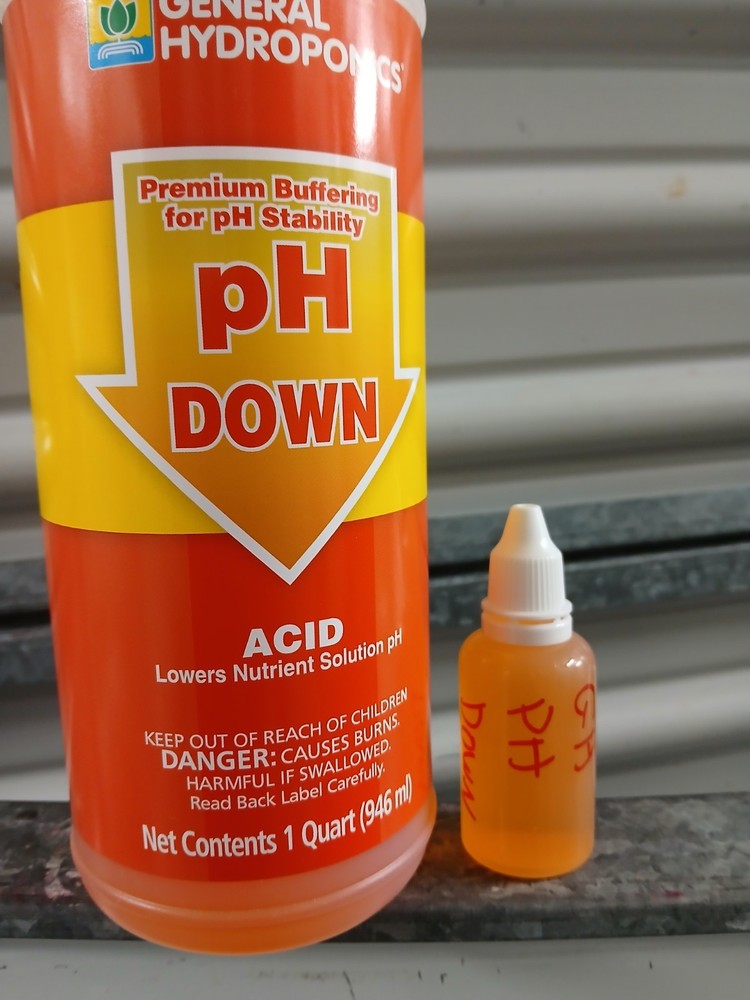 GENERAL
HYDROPONICS
Premium Buffering
for pH Stability
pH
DOWN
ACID
Lowers Nutrient Solution pH
KEEP OUT OF REACH OF CHILDREN
DANGER: CAUSES BURNS.
HARMFUL IF SWALLOWED.
Read Back Label Carefully.
Net Contents 1 Quart (946 ml)
GH
PH
Down